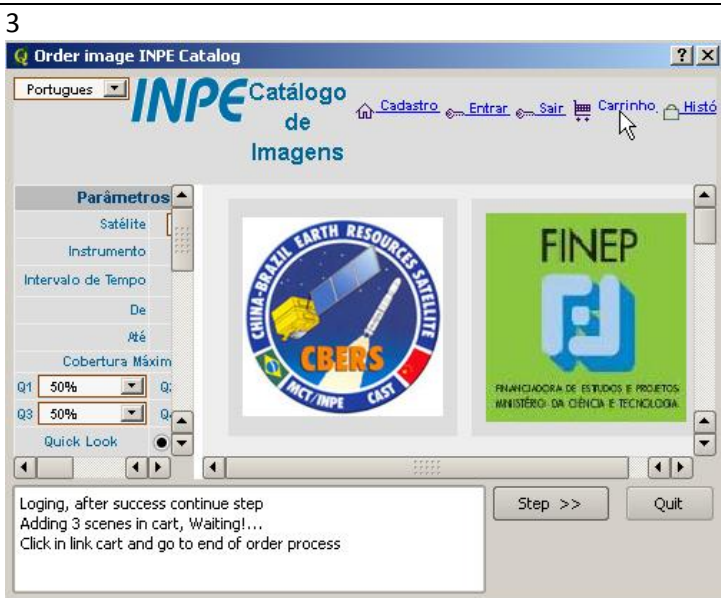 3
Order image INPE Catalog
Portugues
INPE
Catálogo
de
Imagens
Cadastro Entrar Sair Carrinho Histó
Parâmetros
Satélite
Instrumento
Intervalo de Tempo
De
Até
Cobertura Máxim
Q1 50% Q2
Q3 50% Q4
Quick Look
CHINA-BRAZIL EARTH RESOURCES SATELLITE
CBERS
MCT/INPE CAST
FINEP
FINANCIADORA DE ESTUDOS E PROJETOS
MINISTÉRIO DA CIÊNCIA E TECNOLOGIA
Loging, after success continue step
Adding 3 scenes in cart, Waiting!...
Click in link cart and go to end of order process
Step >>
Quit